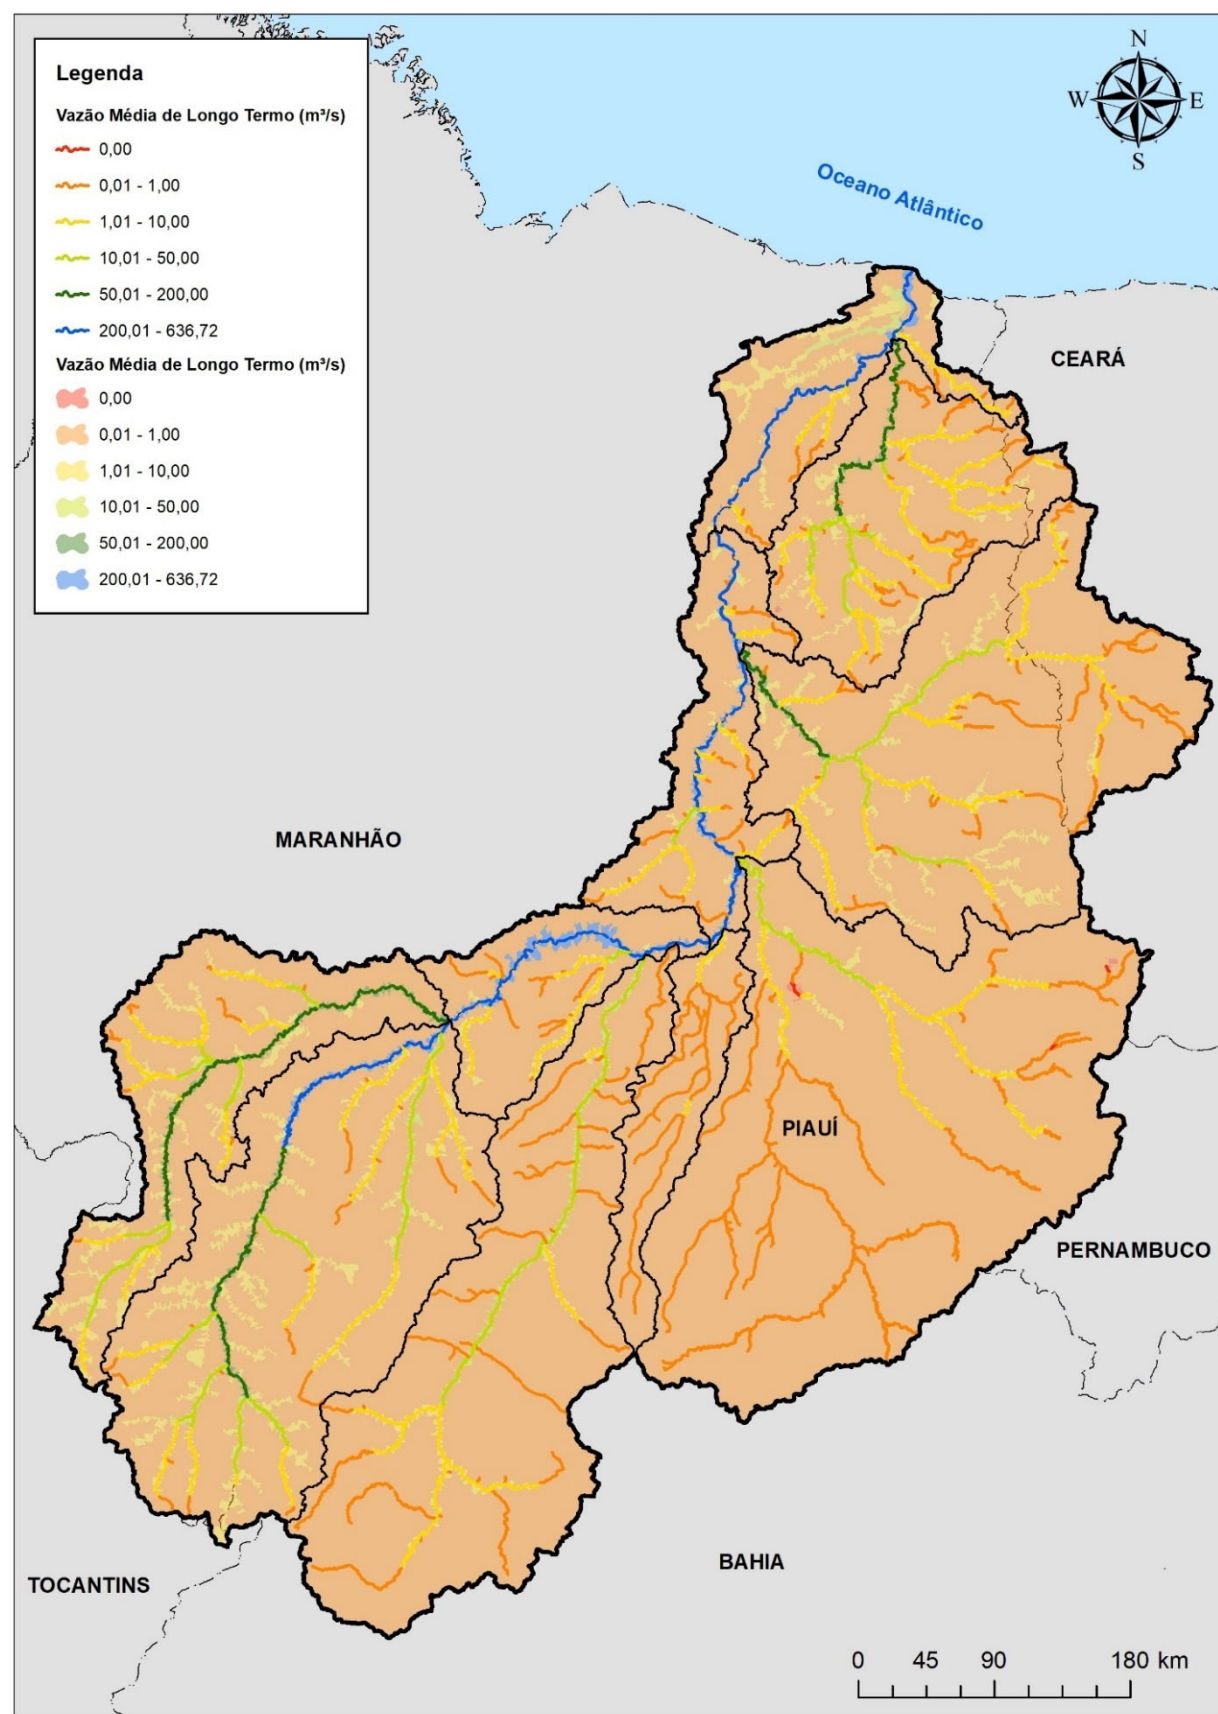 Legenda
Vazão Média de Longo Termo (m³/s)
0,00
0,01 - 1,00
1,01 - 10,00
10,01 - 50,00
50,01 - 200,00
200,01 - 636,72
Vazão Média de Longo Termo (m³/s)
0,00
0,01 - 1,00
1,01 - 10,00
10,01 - 50,00
50,01 - 200,00
200,01 - 636,72
N
W E
S
Oceano Atlântico
CEARÁ
MARANHÃO
PIAUÍ
PERNAMBUCO
BAHIA
TOCANTINS
0 45 90 180 km